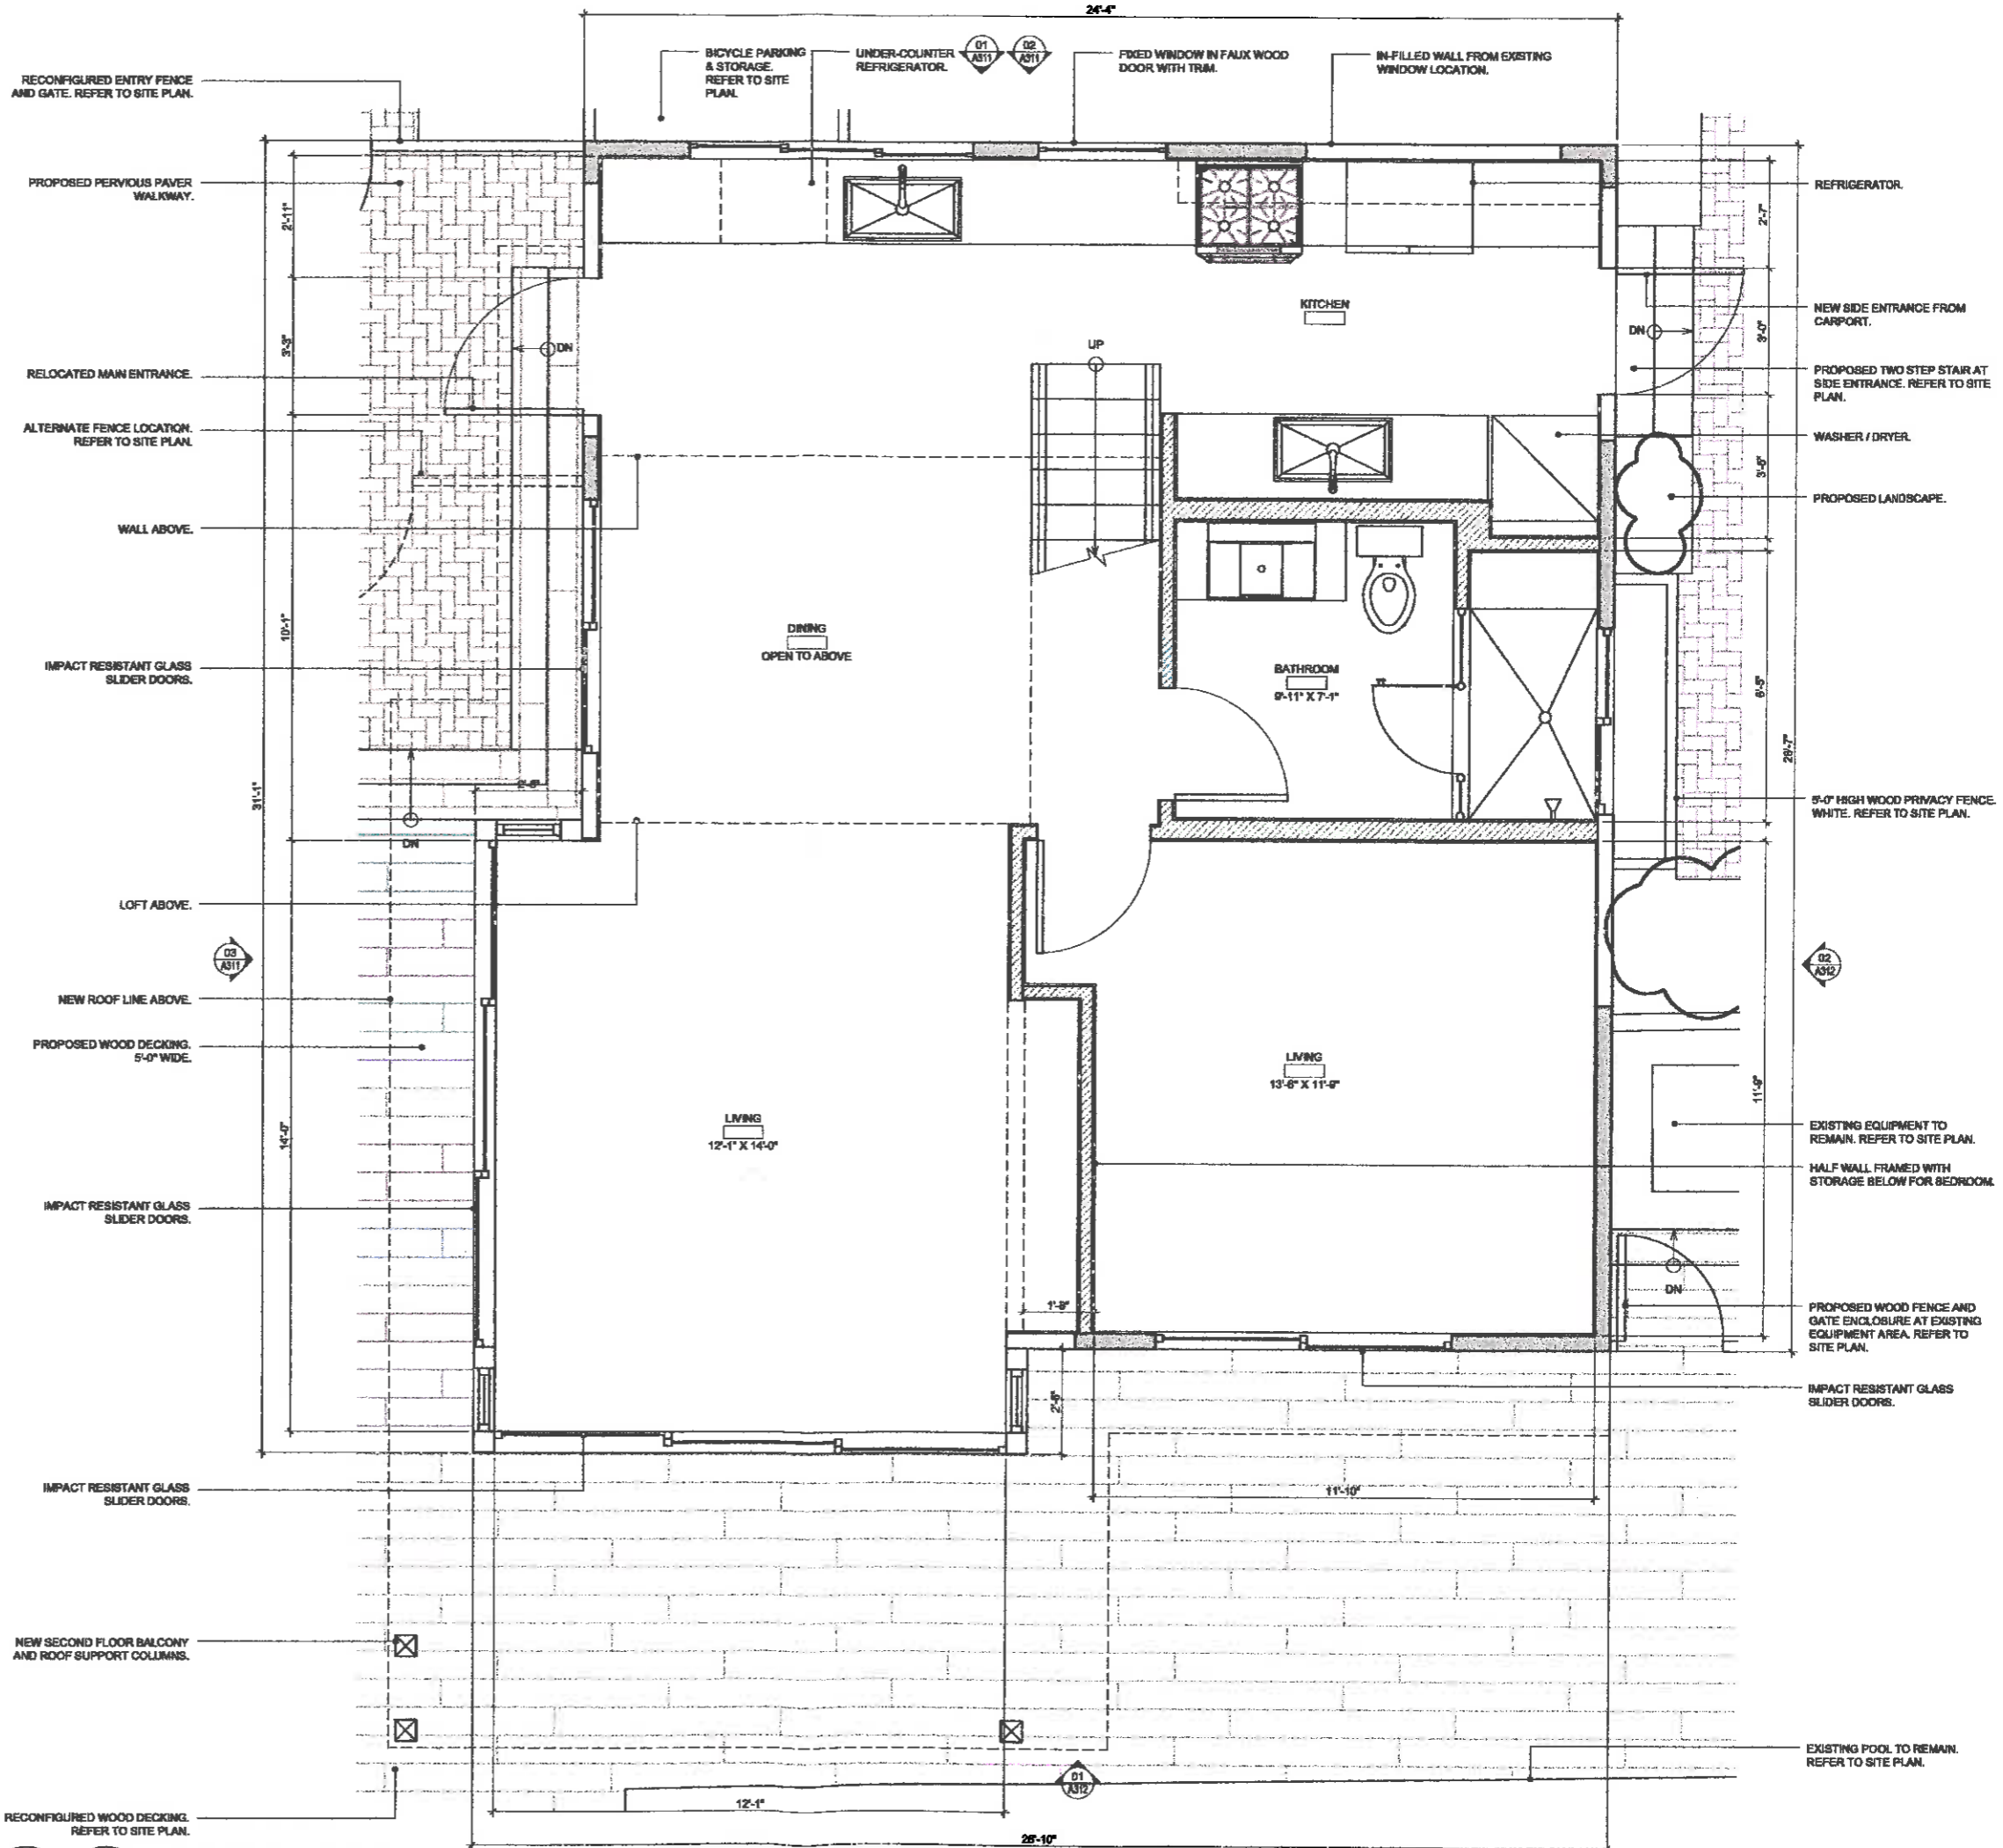 24'-4"
BICYCLE PARKING
& STORAGE.
REFER TO SITE
PLAN.
UNDER-COUNTER
REFRIGERATOR.
01
A311
02
A311
FIXED WINDOW IN FAUX WOOD
DOOR WITH TRIM.
IN-FILLED WALL FROM EXISTING
WINDOW LOCATION.
RECONFIGURED ENTRY FENCE
AND GATE. REFER TO SITE PLAN.
PROPOSED PERVIOUS PAVER
WALKWAY.
RELOCATED MAIN ENTRANCE.
ALTERNATE FENCE LOCATION.
REFER TO SITE PLAN.
WALL ABOVE.
IMPACT RESISTANT GLASS
SLIDER DOORS.
LOFT ABOVE.
03
A311
NEW ROOF LINE ABOVE.
PROPOSED WOOD DECKING.
5'-0" WIDE.
IMPACT RESISTANT GLASS
SLIDER DOORS.
IMPACT RESISTANT GLASS
SLIDER DOORS.
NEW SECOND FLOOR BALCONY
AND ROOF SUPPORT COLUMNS.
RECONFIGURED WOOD DECKING.
REFER TO SITE PLAN.
31'-1"
2'-11"
3'-3"
10'-1"
14'-0"
DN
DN
2'-6"
KITCHEN
UP
DINING
OPEN TO ABOVE
BATHROOM
9'-11" X 7'-1"
LIVING
12'-1" X 14'-0"
LIVING
13'-6" X 11'-9"
1'-8"
2'-6"
11'-10"
12'-1"
26'-10"
01
A312
DN
2'-7"
3'-0"
3'-6"
6'-5"
28'-7"
11'-9"
DN
REFRIGERATOR.
NEW SIDE ENTRANCE FROM
CARPORT.
PROPOSED TWO STEP STAIR AT
SIDE ENTRANCE. REFER TO SITE
PLAN.
WASHER / DRYER.
PROPOSED LANDSCAPE.
5'-0" HIGH WOOD PRIVACY FENCE.
WHITE. REFER TO SITE PLAN.
02
A312
EXISTING EQUIPMENT TO
REMAIN. REFER TO SITE PLAN.
HALF WALL FRAMED WITH
STORAGE BELOW FOR BEDROOM.
PROPOSED WOOD FENCE AND
GATE ENCLOSURE AT EXISTING
EQUIPMENT AREA. REFER TO
SITE PLAN.
IMPACT RESISTANT GLASS
SLIDER DOORS.
EXISTING POOL TO REMAIN.
REFER TO SITE PLAN.